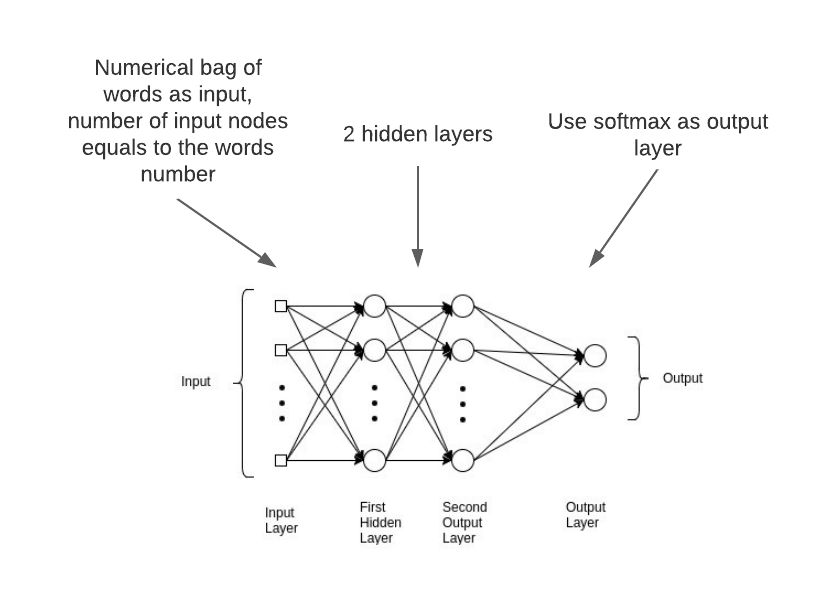 Numerical bag of
words as input,
number of input nodes
equals to the words
number
2 hidden layers
Use softmax as output
layer
Input
Output
Input
Layer
First
Hidden
Layer
Second
Output
Layer
Output
Layer